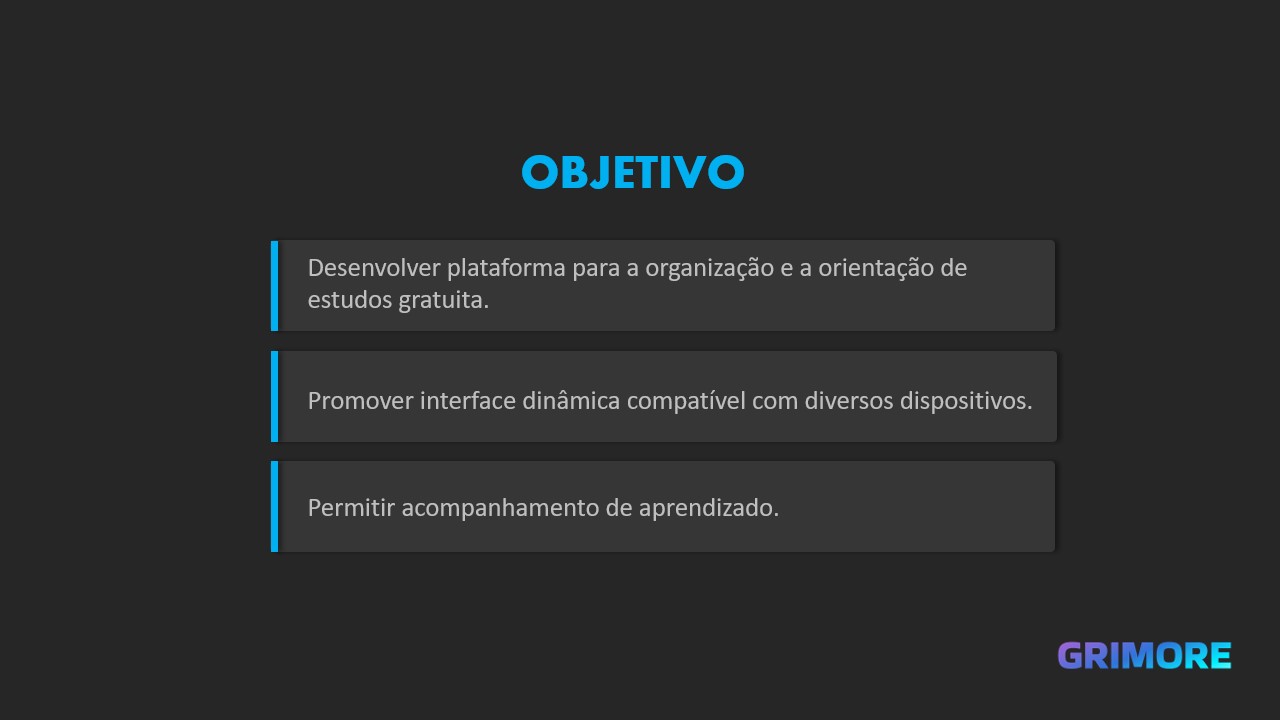 OBJETIVO
Desenvolver plataforma para a organização e a orientação de
estudos gratuita.
Promover interface dinâmica compatível com diversos dispositivos.
Permitir acompanhamento de aprendizado.
GRIMORE